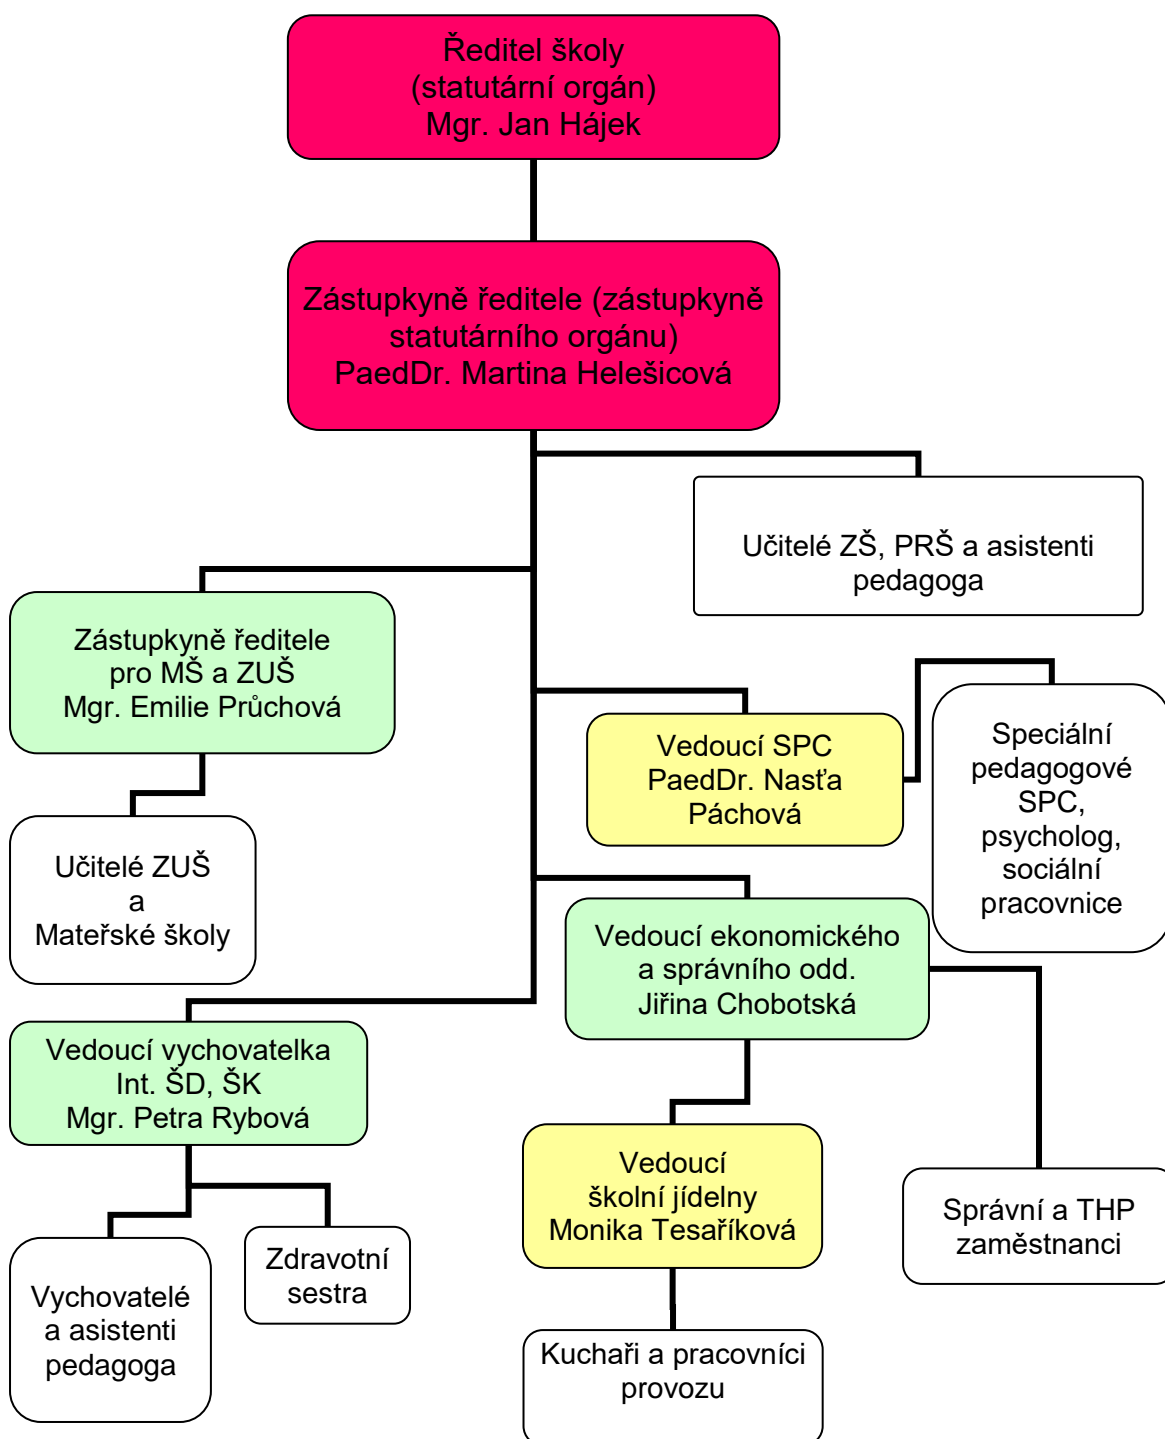 Ředitel školy
(statutární orgán)
Mgr. Jan Hájek
Zástupkyně ředitele (zástupkyně
statutárního orgánu)
PaedDr. Martina Helešicová
Učitelé ZŠ, PRŠ a asistenti
pedagoga
Zástupkyně ředitele
pro MŠ a ZUŠ
Mgr. Emilie Průchová
Vedoucí SPC
PaedDr. Nasťa
Páchová
Speciální
pedagogové
SPC,
psycholog,
sociální
pracovnice
Učitelé ZUŠ
a
Mateřské školy
Vedoucí ekonomického
a správního odd.
Jiřina Chobotská
Vedoucí vychovatelka
Int. ŠD, ŠK
Mgr. Petra Rybová
Vedoucí
školní jídelny
Monika Tesaříková
Správní a THP
zaměstnanci
Zdravotní
sestra
Vychovatelé
a asistenti
pedagoga
Kuchaři a pracovníci
provozu